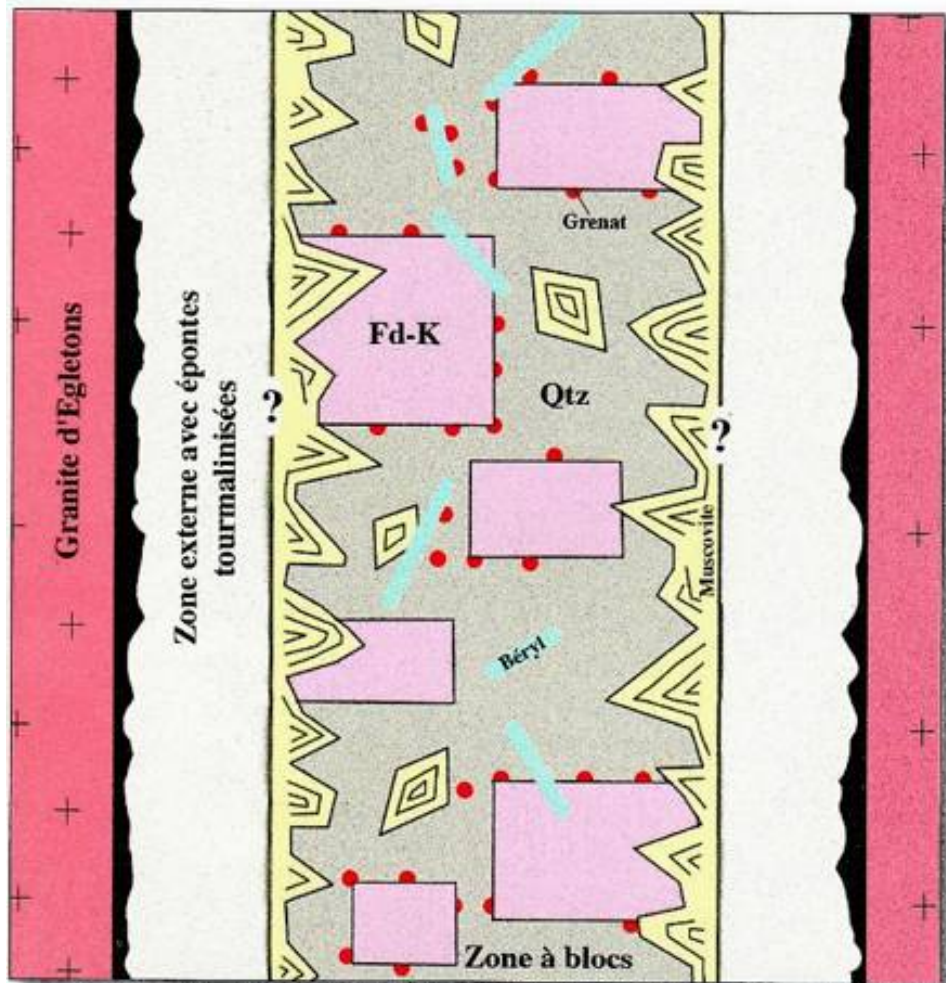 Granite d'Egletons
Zone externe avec épontes
tourmalinisées
?
Fd-K
Grenat
Qtz
?
Muscovite
Béryl
Zone à blocs